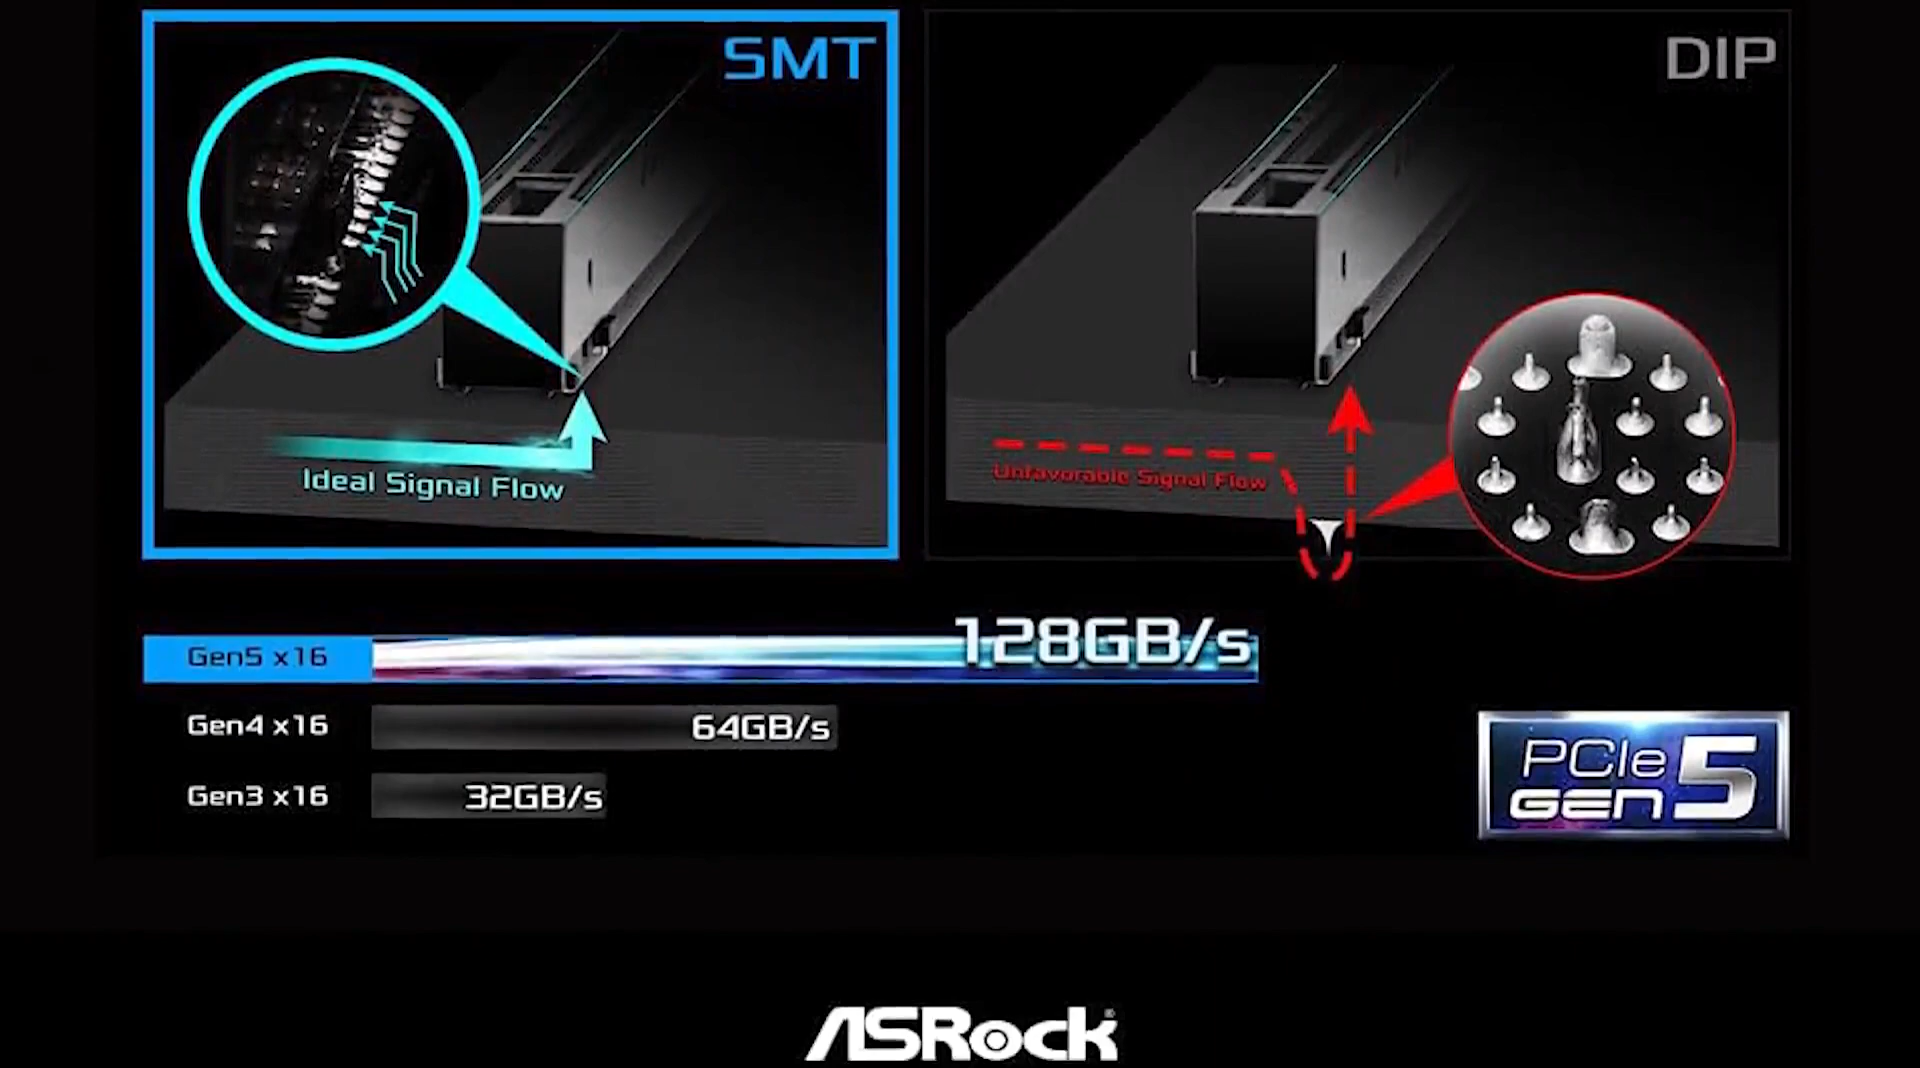 SMT
Ideal Signal Flow
DIP
Unfavorable Signal Flow
Gen5 x16
128GB/s
Gen4 x16
64GB/s
Gen3 x16
32GB/s
PCIe
GEN 5
ASRock®